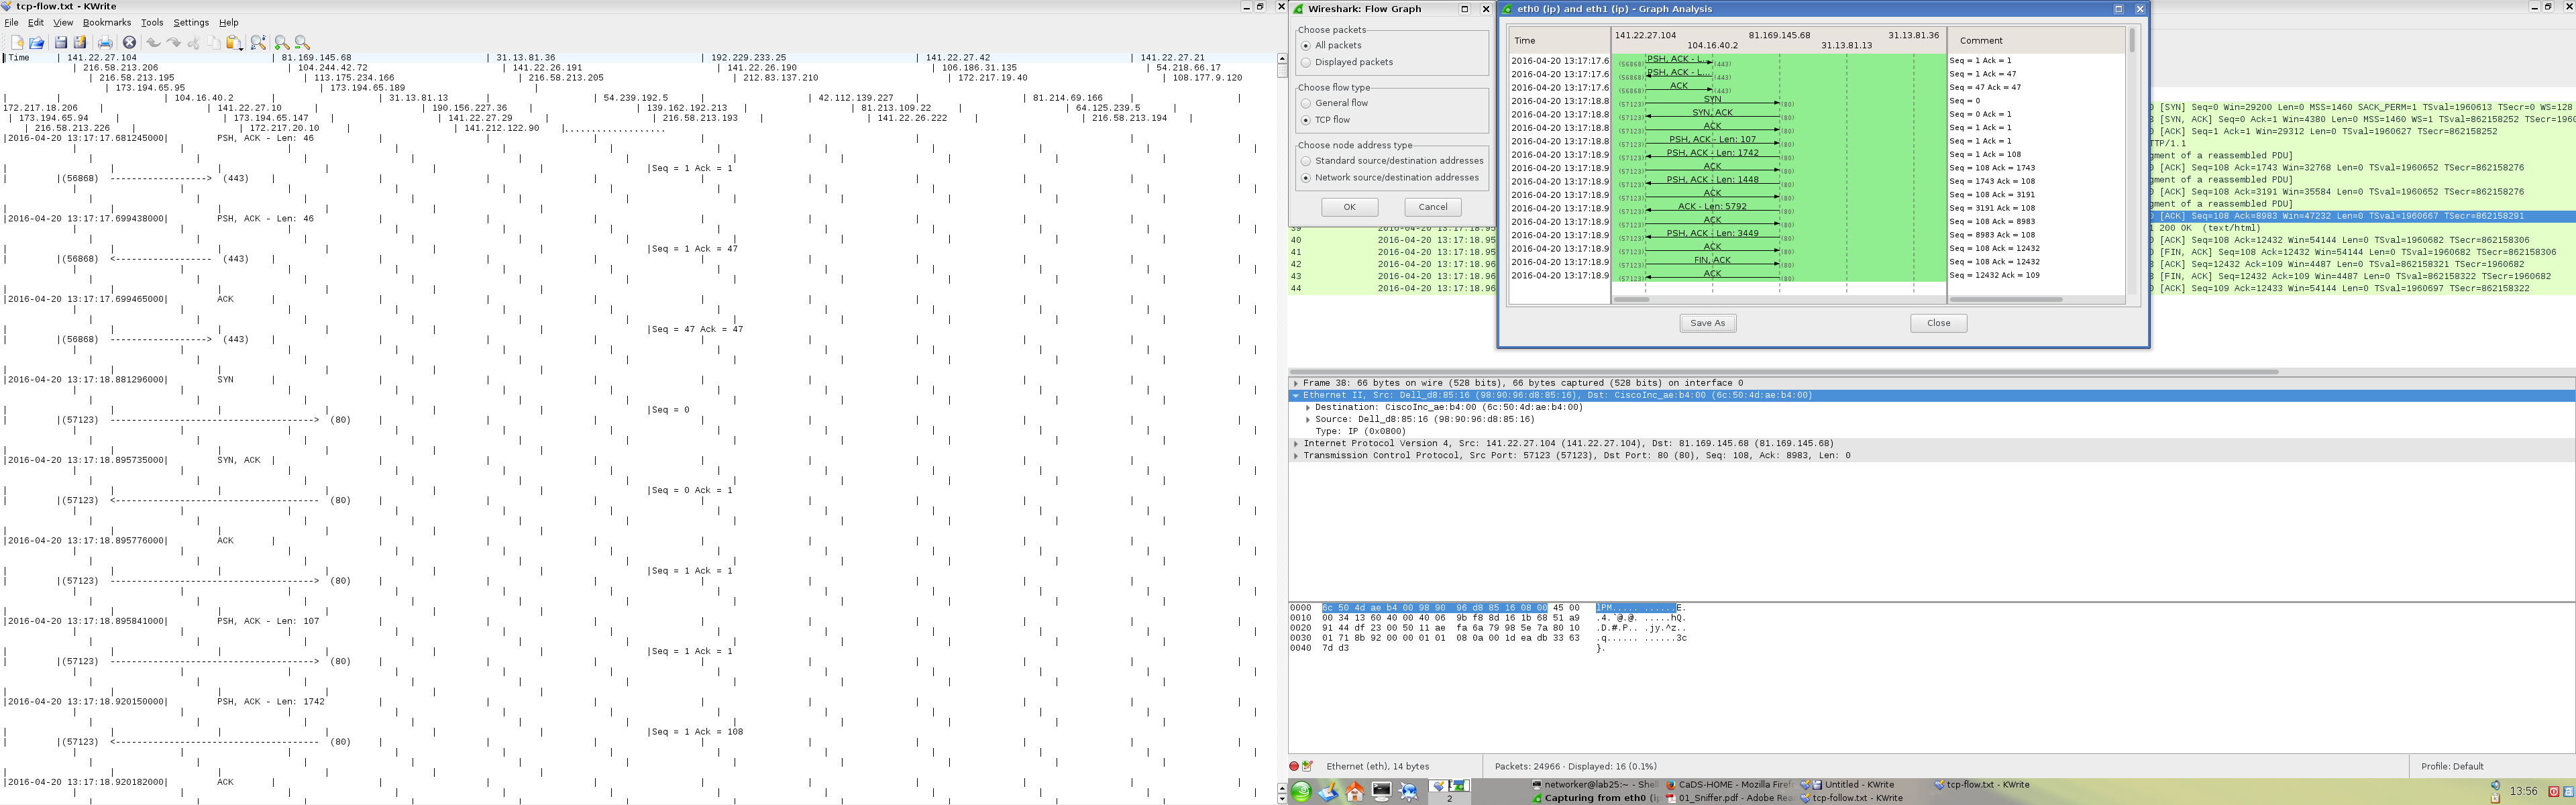 tcp-flow.txt - KWrite
File Edit View Bookmarks Tools Settings Help
|Time | 141.22.27.104 | 81.169.145.68 | 31.13.81.36 | 192.229.233.25 | 141.22.27.42 | 141.22.27.21
| 216.58.213.206 | 104.244.42.72 | 141.22.26.191 | 141.22.26.190 | 106.186.31.135 | 54.218.66.17
| 216.58.213.195 | 113.175.234.166 | 216.58.213.205 | 212.83.137.210 | 172.217.19.40 | 108.177.9.120
| 173.194.65.95 | 173.194.65.189 |
| | 104.16.40.2 | 31.13.81.13 | 54.239.192.5 | 42.112.139.227 | 81.214.69.166 |
172.217.18.206 | 141.22.27.10 | 190.156.227.36 | 139.162.192.213 | 81.213.109.22 | 64.125.239.5 |
| 173.194.65.94 | 173.194.65.147 | 141.22.27.29 | 216.58.213.193 | 141.22.26.222 | 216.58.213.194 |
| 216.58.213.226 | 172.217.20.10 | 141.212.122.90 |..................
|2016-04-20 13:17:17.681245000| PSH, ACK - Len: 46
|Seq = 1 Ack = 1
|(56868) ------------------> (443)
|2016-04-20 13:17:17.699438000| PSH, ACK - Len: 46
|Seq = 1 Ack = 47
|(56868) <------------------ (443)
|2016-04-20 13:17:17.699465000| ACK
|Seq = 47 Ack = 47
|(56868) ------------------> (443)
|2016-04-20 13:17:18.881296000| SYN
|Seq = 0
|(57123) --------------------------------------> (80)
|2016-04-20 13:17:18.895735000| SYN, ACK
|Seq = 0 Ack = 1
|(57123) <-------------------------------------- (80)
|2016-04-20 13:17:18.895776000| ACK
|Seq = 1 Ack = 1
|(57123) --------------------------------------> (80)
|2016-04-20 13:17:18.895841000| PSH, ACK - Len: 107
|Seq = 1 Ack = 1
|(57123) --------------------------------------> (80)
|2016-04-20 13:17:18.920150000| PSH, ACK - Len: 1742
|Seq = 1 Ack = 108
|(57123) <-------------------------------------- (80)
|2016-04-20 13:17:18.920182000| ACK
Wireshark: Flow Graph
Choose packets
All packets
Displayed packets
Choose flow type
General flow
TCP flow
Choose node address type
Standard source/destination addresses
Network source/destination addresses
OK Cancel
eth0 (ip) and eth1 (ip) - Graph Analysis
Time 141.22.27.104 104.16.40.2 81.169.145.68 31.13.81.13 31.13.81.36 Comment
2016-04-20 13:17:17.6 (56868) PSH, ACK - L... (443) Seq = 1 Ack = 1
2016-04-20 13:17:17.6 (56868) PSH, ACK - L... (443) Seq = 1 Ack = 47
2016-04-20 13:17:17.6 (56868) ACK (443) Seq = 47 Ack = 47
2016-04-20 13:17:18.8 (57123) SYN (80) Seq = 0
2016-04-20 13:17:18.8 (57123) SYN, ACK (80) Seq = 0 Ack = 1
2016-04-20 13:17:18.8 (57123) ACK (80) Seq = 1 Ack = 1
2016-04-20 13:17:18.8 (57123) PSH, ACK - Len: 107 (80) Seq = 1 Ack = 1
2016-04-20 13:17:18.9 (57123) PSH, ACK - Len: 1742 (80) Seq = 1 Ack = 108
2016-04-20 13:17:18.9 (57123) ACK (80) Seq = 108 Ack = 1743
2016-04-20 13:17:18.9 (57123) PSH, ACK - Len: 1448 (80) Seq = 1743 Ack = 108
2016-04-20 13:17:18.9 (57123) ACK (80) Seq = 108 Ack = 3191
2016-04-20 13:17:18.9 (57123) ACK - Len: 5792 (80) Seq = 3191 Ack = 108
2016-04-20 13:17:18.9 (57123) ACK (80) Seq = 108 Ack = 8983
2016-04-20 13:17:18.9 (57123) PSH, ACK - Len: 3449 (80) Seq = 8983 Ack = 108
2016-04-20 13:17:18.9 (57123) ACK (80) Seq = 108 Ack = 12432
2016-04-20 13:17:18.9 (57123) FIN, ACK (80) Seq = 108 Ack = 12432
2016-04-20 13:17:18.9 (57123) ACK (80) Seq = 12432 Ack = 109
Save As Close
[SYN] Seq=0 Win=29200 Len=0 MSS=1460 SACK_PERM=1 TSval=1960613 TSecr=0 WS=128
[SYN, ACK] Seq=0 Ack=1 Win=4380 Len=0 MSS=1460 WS=1 TSval=862158252 TSecr=1960
[ACK] Seq=1 Ack=1 Win=29312 Len=0 TSval=1960627 TSecr=862158252
TTP/1.1
gment of a reassembled PDU]
[ACK] Seq=108 Ack=1743 Win=32768 Len=0 TSval=1960652 TSecr=862158276
gment of a reassembled PDU]
[ACK] Seq=108 Ack=3191 Win=35584 Len=0 TSval=1960652 TSecr=862158276
gment of a reassembled PDU]
[ACK] Seq=108 Ack=8983 Win=47232 Len=0 TSval=1960667 TSecr=862158291
39 2016-04-20 13:17:18.95 1 200 OK (text/html)
40 2016-04-20 13:17:18.95 [ACK] Seq=108 Ack=12432 Win=54144 Len=0 TSval=1960682 TSecr=862158306
41 2016-04-20 13:17:18.95 [FIN, ACK] Seq=108 Ack=12432 Win=54144 Len=0 TSval=1960682 TSecr=862158306
42 2016-04-20 13:17:18.96 [ACK] Seq=12432 Ack=109 Win=4487 Len=0 TSval=862158321 TSecr=1960682
43 2016-04-20 13:17:18.96 [FIN, ACK] Seq=12432 Ack=109 Win=4487 Len=0 TSval=862158322 TSecr=1960682
44 2016-04-20 13:17:18.96 [ACK] Seq=109 Ack=12433 Win=54144 Len=0 TSval=1960697 TSecr=862158322
Frame 38: 66 bytes on wire (528 bits), 66 bytes captured (528 bits) on interface 0
Ethernet II, Src: Dell_d8:85:16 (98:90:96:d8:85:16), Dst: CiscoInc_ae:b4:00 (6c:50:4d:ae:b4:00)
Destination: CiscoInc_ae:b4:00 (6c:50:4d:ae:b4:00)
Source: Dell_d8:85:16 (98:90:96:d8:85:16)
Type: IP (0x0800)
Internet Protocol Version 4, Src: 141.22.27.104 (141.22.27.104), Dst: 81.169.145.68 (81.169.145.68)
Transmission Control Protocol, Src Port: 57123 (57123), Dst Port: 80 (80), Seq: 108, Ack: 8983, Len: 0
0000 6c 50 4d ae b4 00 98 90 96 d8 85 16 08 00 45 00 lPM..... ......E.
0010 00 34 13 60 40 00 40 06 9b f8 8d 16 1b 68 51 a9 .4.`@.@. .....hQ.
0020 91 44 df 23 00 50 11 ae fa 6a 79 98 5e 7a 80 10 .D.#.P.. .jy.^z..
0030 01 71 8b 92 00 00 01 01 08 0a 00 1d ea db 33 63 .q...... ......3c
0040 7d d3 }.
Ethernet (eth), 14 bytes Packets: 24966 · Displayed: 16 (0.1%) Profile: Default
2 networker@lab25:~ - Shell CaDS-HOME - Mozilla Firef Untitled - KWrite tcp-flow.txt - KWrite 13:56
Capturing from eth0 (ip 01_Sniffer.pdf - Adobe Rea tcp-follow.txt - KWrite